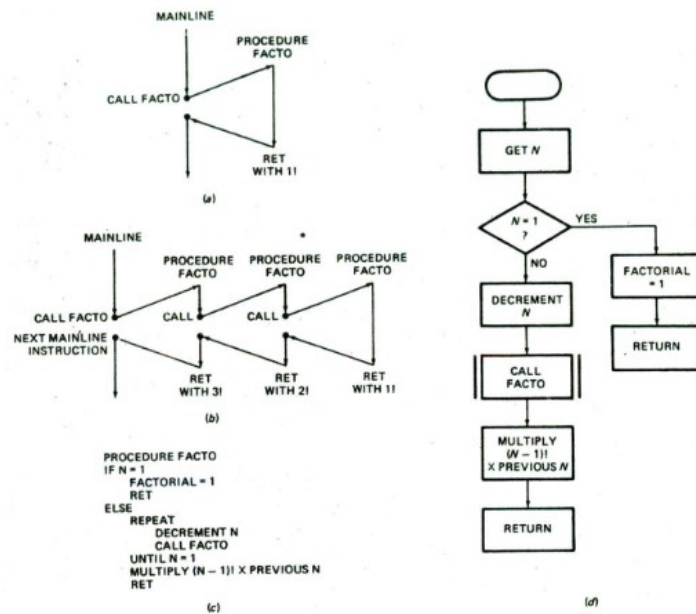 MAINLINE
PROCEDURE
FACTO
CALL FACTO
RET
WITH 1!
(a)
MAINLINE
PROCEDURE
FACTO
PROCEDURE
FACTO
PROCEDURE
FACTO
CALL FACTO
CALL
CALL
NEXT MAINLINE
INSTRUCTION
RET
WITH 3!
RET
WITH 2!
RET
WITH 1!
(b)
PROCEDURE FACTO
IF N = 1
FACTORIAL = 1
RET
ELSE
REPEAT
DECREMENT N
CALL FACTO
UNTIL N = 1
MULTIPLY (N − 1)! X PREVIOUS N
RET
(c)
GET N
N = 1
?
YES
NO
FACTORIAL
= 1
RETURN
DECREMENT
N
CALL
FACTO
MULTIPLY
(N − 1)!
X PREVIOUS N
RETURN
(d)